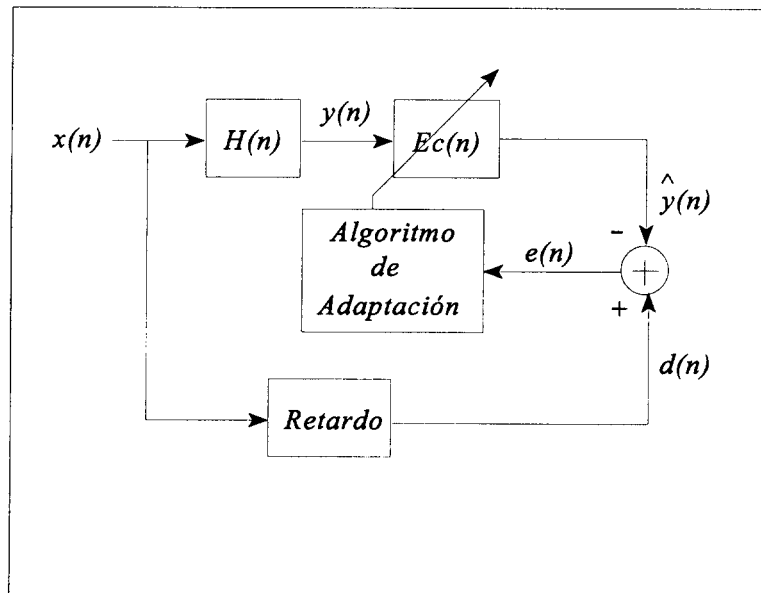 x(n)
H(n)
y(n)
Ec(n)
^
y(n)
-
Algoritmo
de
Adaptación
e(n)
+
+
d(n)
Retardo